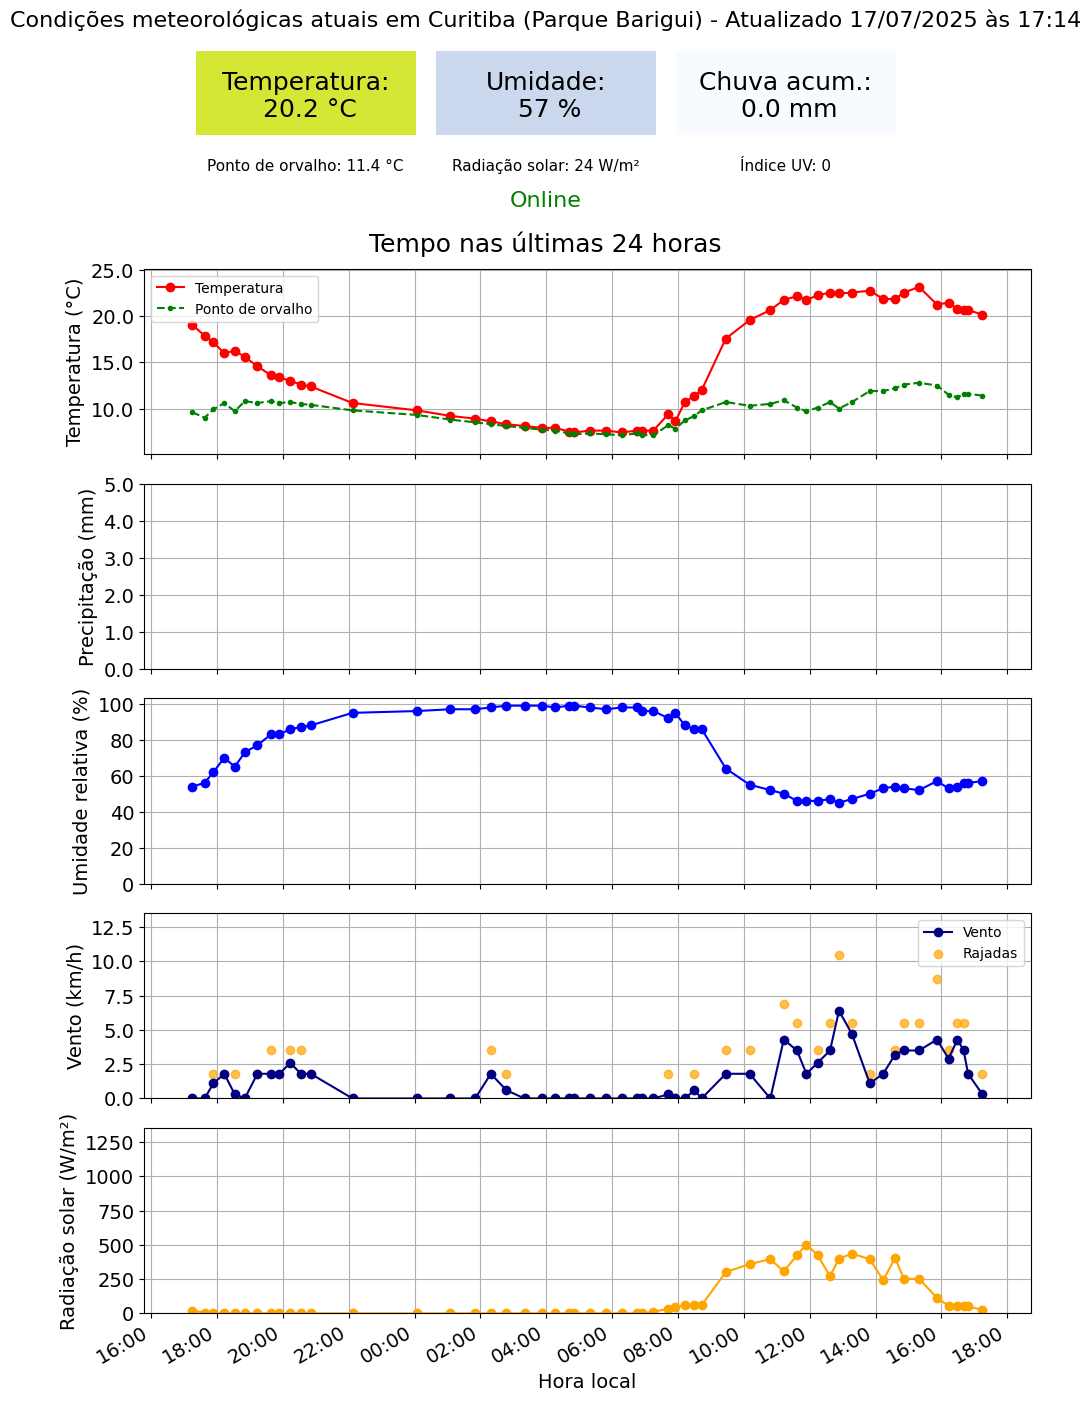 Condições meteorológicas atuais em Curitiba (Parque Barigui) - Atualizado 17/07/2025 às 17:14
Temperatura:
20.2 °C
Umidade:
57 %
Chuva acum.:
0.0 mm
Ponto de orvalho: 11.4 °C
Radiação solar: 24 W/m²
Índice UV: 0
Online
Tempo nas últimas 24 horas
Temperatura (°C)
25.0
20.0
15.0
10.0
Temperatura
Ponto de orvalho
Precipitação (mm)
5.0
4.0
3.0
2.0
1.0
0.0
Umidade relativa (%)
100
80
60
40
20
0
Vento (km/h)
12.5
10.0
7.5
5.0
2.5
0.0
Vento
Rajadas
Radiação solar (W/m²)
1250
1000
750
500
250
0
16:00
18:00
20:00
22:00
00:00
02:00
04:00
06:00
08:00
10:00
12:00
14:00
16:00
18:00
Hora local